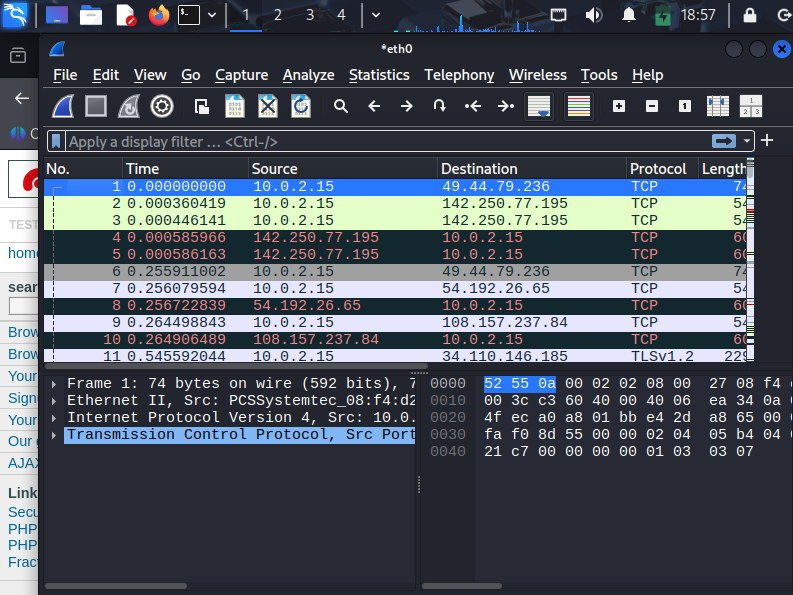 1 2 3 4 18:57
*eth0
File Edit View Go Capture Analyze Statistics Telephony Wireless Tools Help
Apply a display filter ... <Ctrl-/>
No. Time Source Destination Protocol Length
1 0.000000000 10.0.2.15 49.44.79.236 TCP 74
2 0.000360419 10.0.2.15 142.250.77.195 TCP 54
3 0.000446141 10.0.2.15 142.250.77.195 TCP 54
4 0.000585966 142.250.77.195 10.0.2.15 TCP 60
5 0.000586163 142.250.77.195 10.0.2.15 TCP 60
6 0.255911002 10.0.2.15 49.44.79.236 TCP 74
7 0.256079594 10.0.2.15 54.192.26.65 TCP 54
8 0.256722839 54.192.26.65 10.0.2.15 TCP 60
9 0.264498843 10.0.2.15 108.157.237.84 TCP 54
10 0.264906489 108.157.237.84 10.0.2.15 TCP 60
11 0.545592044 10.0.2.15 34.110.146.185 TLSv1.2 229
Frame 1: 74 bytes on wire (592 bits), 7
Ethernet II, Src: PCSSystemtec_08:f4:d2
Internet Protocol Version 4, Src: 10.0.
Transmission Control Protocol, Src Port
0000 52 55 0a 00 02 02 08 00 27 08 f4
0010 00 3c c3 60 40 00 40 06 ea 34 0a
0020 4f ec a0 a8 01 bb e4 2d a8 65 00
0030 fa f0 8d 55 00 00 02 04 05 b4 04
0040 21 c7 00 00 00 00 01 03 03 07
TEST
home
sear
Brow
Brow
Your
Sign
Your
Our g
AJAX
Link
Secu
PHP
PHP
Frac